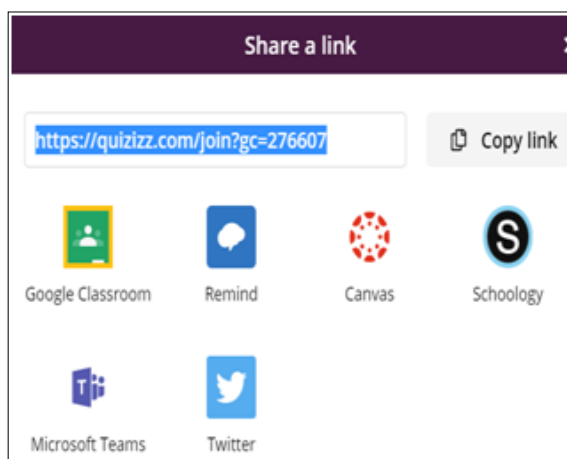 Share a link
https://quizizz.com/join?gc=276607
Copy link
Google Classroom Remind Canvas Schoology
Microsoft Teams Twitter